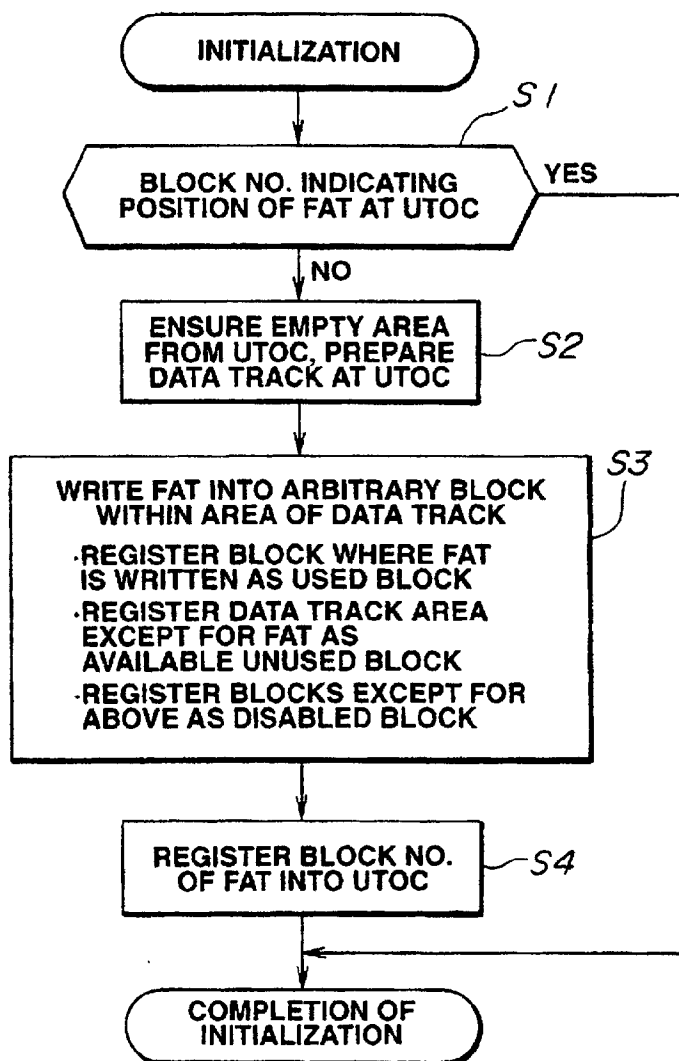 INITIALIZATION
S1
BLOCK NO. INDICATING
POSITION OF FAT AT UTOC
YES
NO
ENSURE EMPTY AREA
FROM UTOC, PREPARE
DATA TRACK AT UTOC
S2
S3
WRITE FAT INTO ARBITRARY BLOCK
WITHIN AREA OF DATA TRACK
·REGISTER BLOCK WHERE FAT
IS WRITTEN AS USED BLOCK
·REGISTER DATA TRACK AREA
EXCEPT FOR FAT AS
AVAILABLE UNUSED BLOCK
·REGISTER BLOCKS EXCEPT FOR
ABOVE AS DISABLED BLOCK
REGISTER BLOCK NO.
OF FAT INTO UTOC
S4
COMPLETION OF
INITIALIZATION